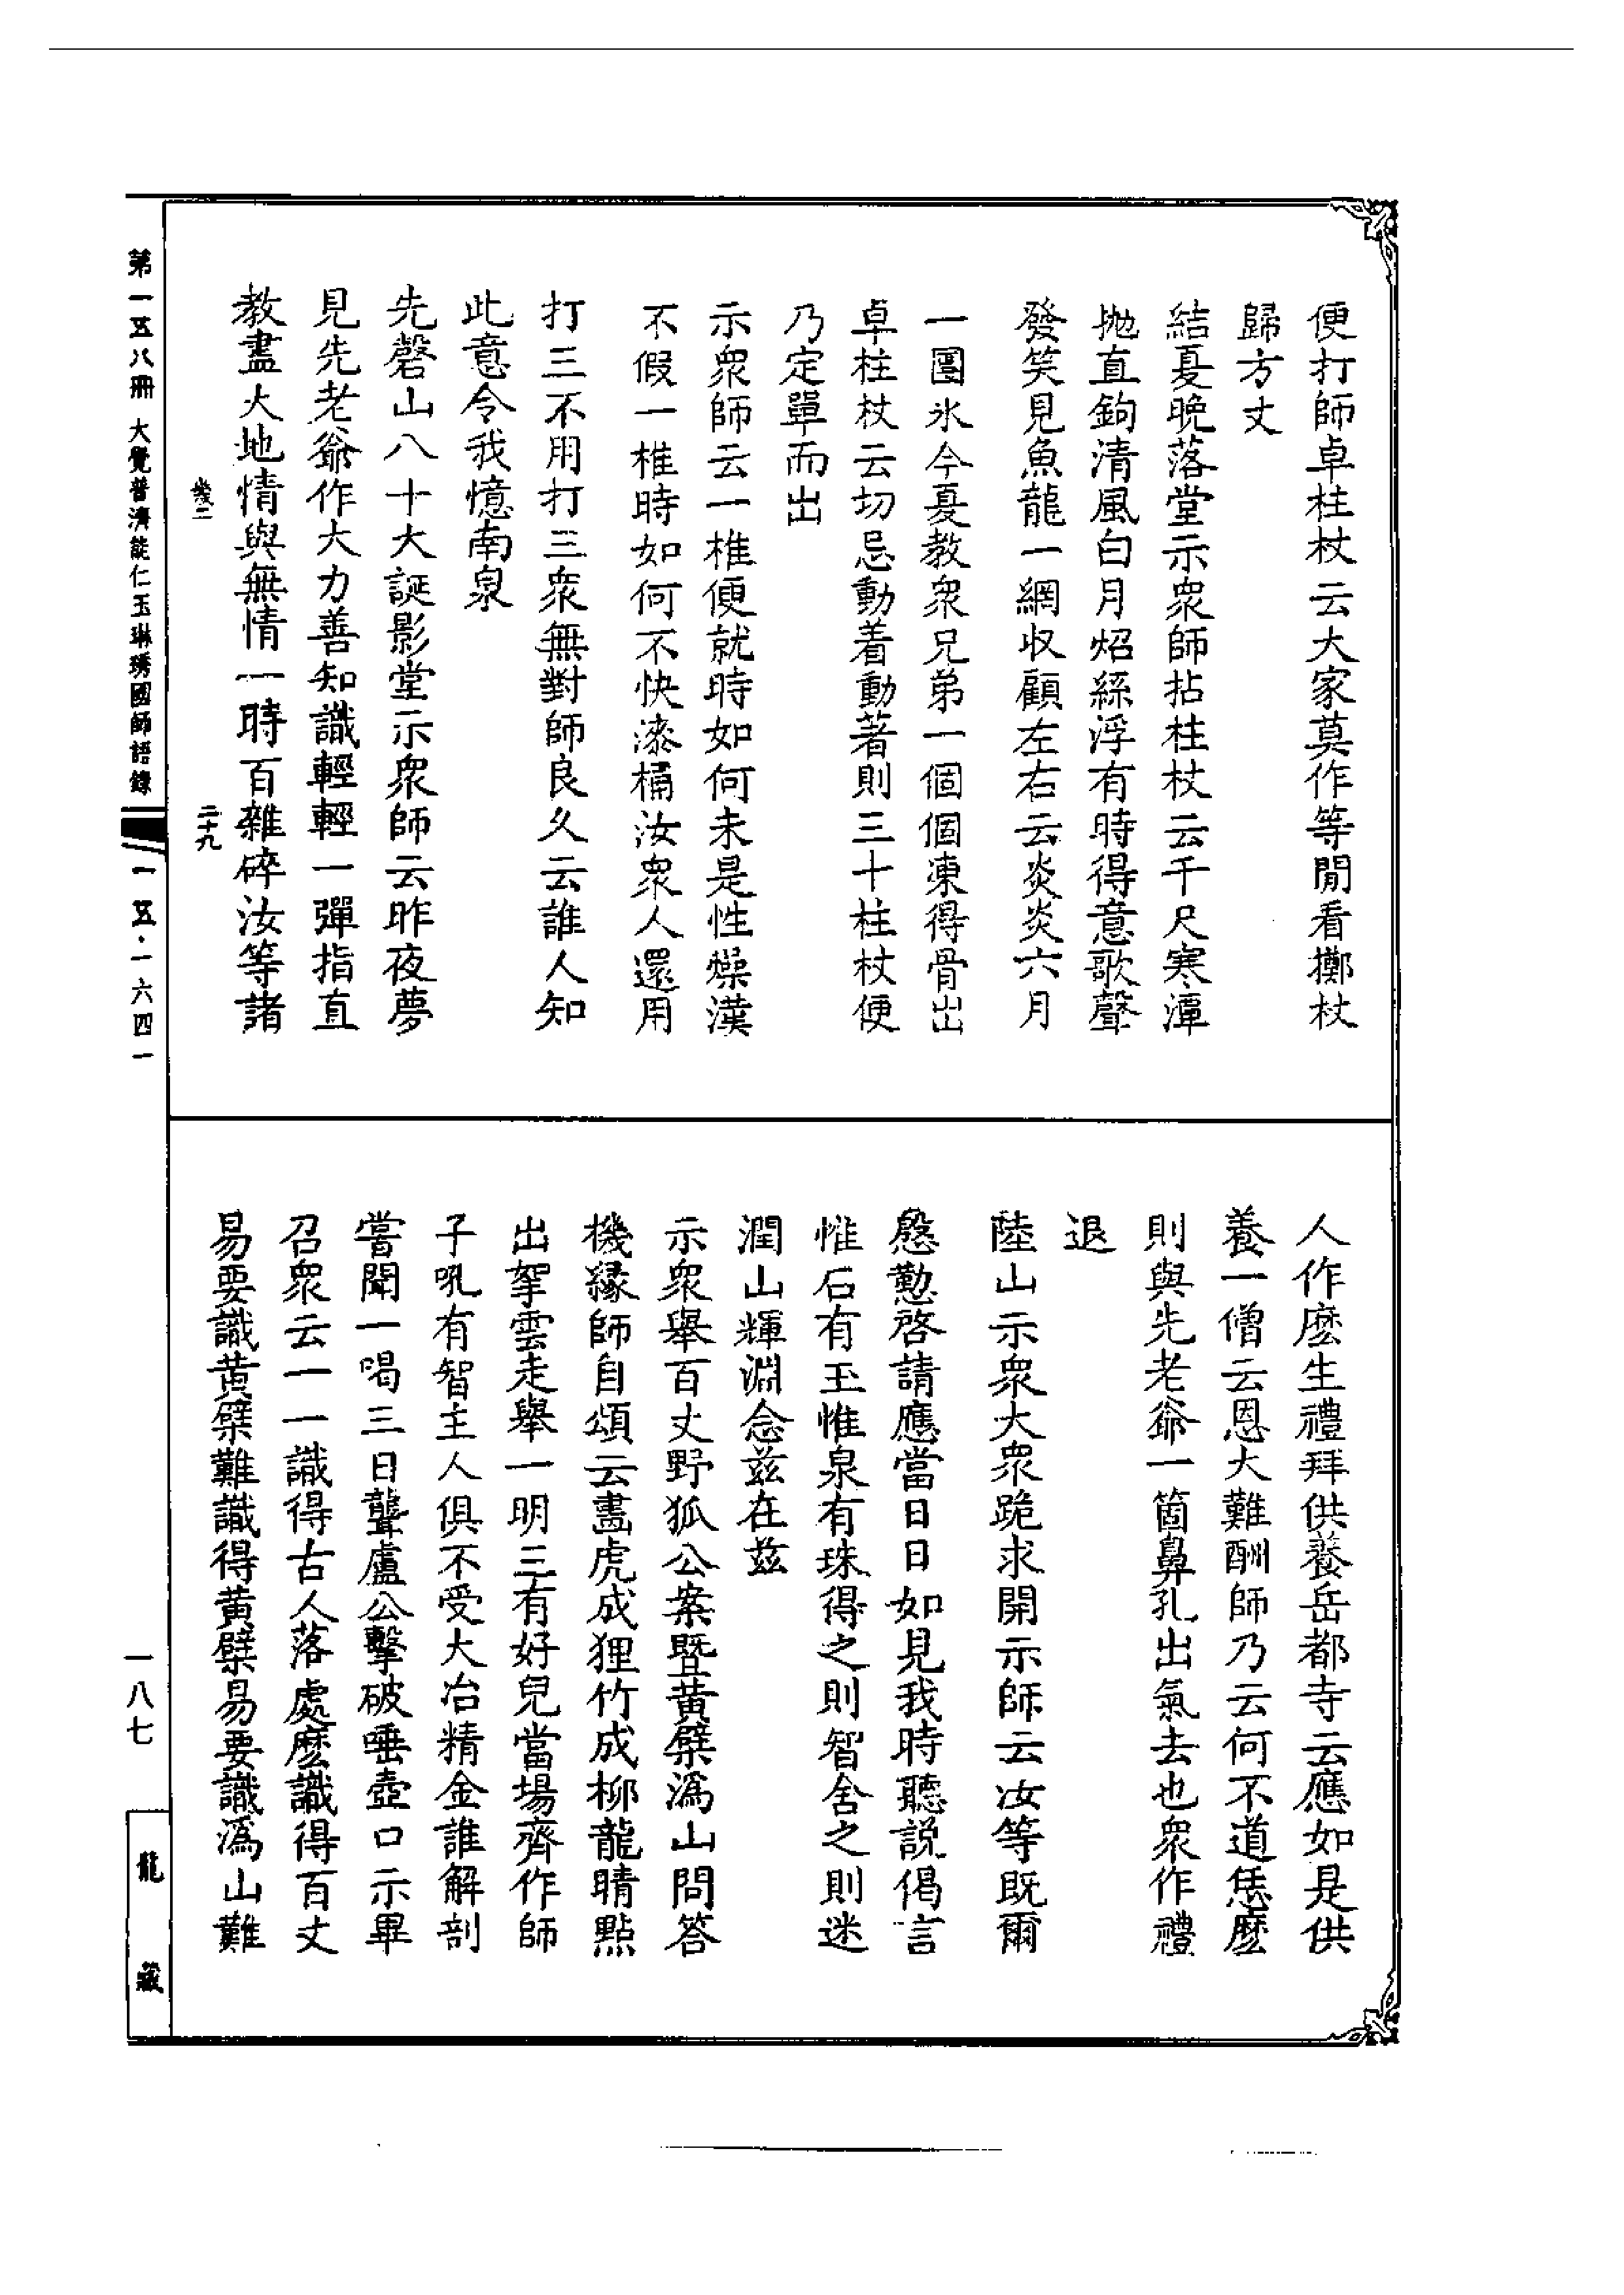 便打師卓柱杖云大家莫作等閒看擲杖
歸方丈
結夏晚落堂示衆師拈柱杖云千尺寒潭
拋直鉤清風白月炤絲浮有時得意歌聲
發笑見魚龍一網收顧左右云炎炎六月
一團氷今夏教衆兄弟一個個凍得骨出
卓柱杖云切忌動着動著則三十柱杖便
乃定單而出
示衆師云一椎便就時如何未是性燥漢
不假一椎時如何不快漆桶汝衆人還用
打三不用打三衆無對師良久云誰人知
此意令我憶南泉
先磬山八十大誕影堂示衆師云昨夜夢
見先老爺作大力善知識輕輕一彈指直
教盡大地情與無情一時百雜碎汝等諸
人作麽生禮拜供養岳都寺云應如是供
養一僧云恩大難酬師乃云何不道恁麽
則與先老爺一箇鼻孔出氣去也衆作禮
退
陸山示衆大衆跪求開示師云汝等既爾
慇懃啓請應當日日如見我時聽説偈言
惟石有玉惟泉有珠得之則智舍之則迷
潤山輝淵念兹在兹
示衆舉百丈野狐公案暨黄檗溈山問答
機緣師自頌云畫虎成狸竹成柳龍睛點
出拏雲走舉一明三有好兒當場齊作師
子吼有智主人俱不受大冶精金誰解剖
嘗聞一喝三日聾盧公擊破唾壺口示畢
召衆云一一識得古人落處麽識得百丈
易要識黄檗難識得黄檗易要識溈山難
第一五八冊 大覺普濟能仁玉琳琇國師語錄
二十九
一一五·一六四一
一八七
龍藏